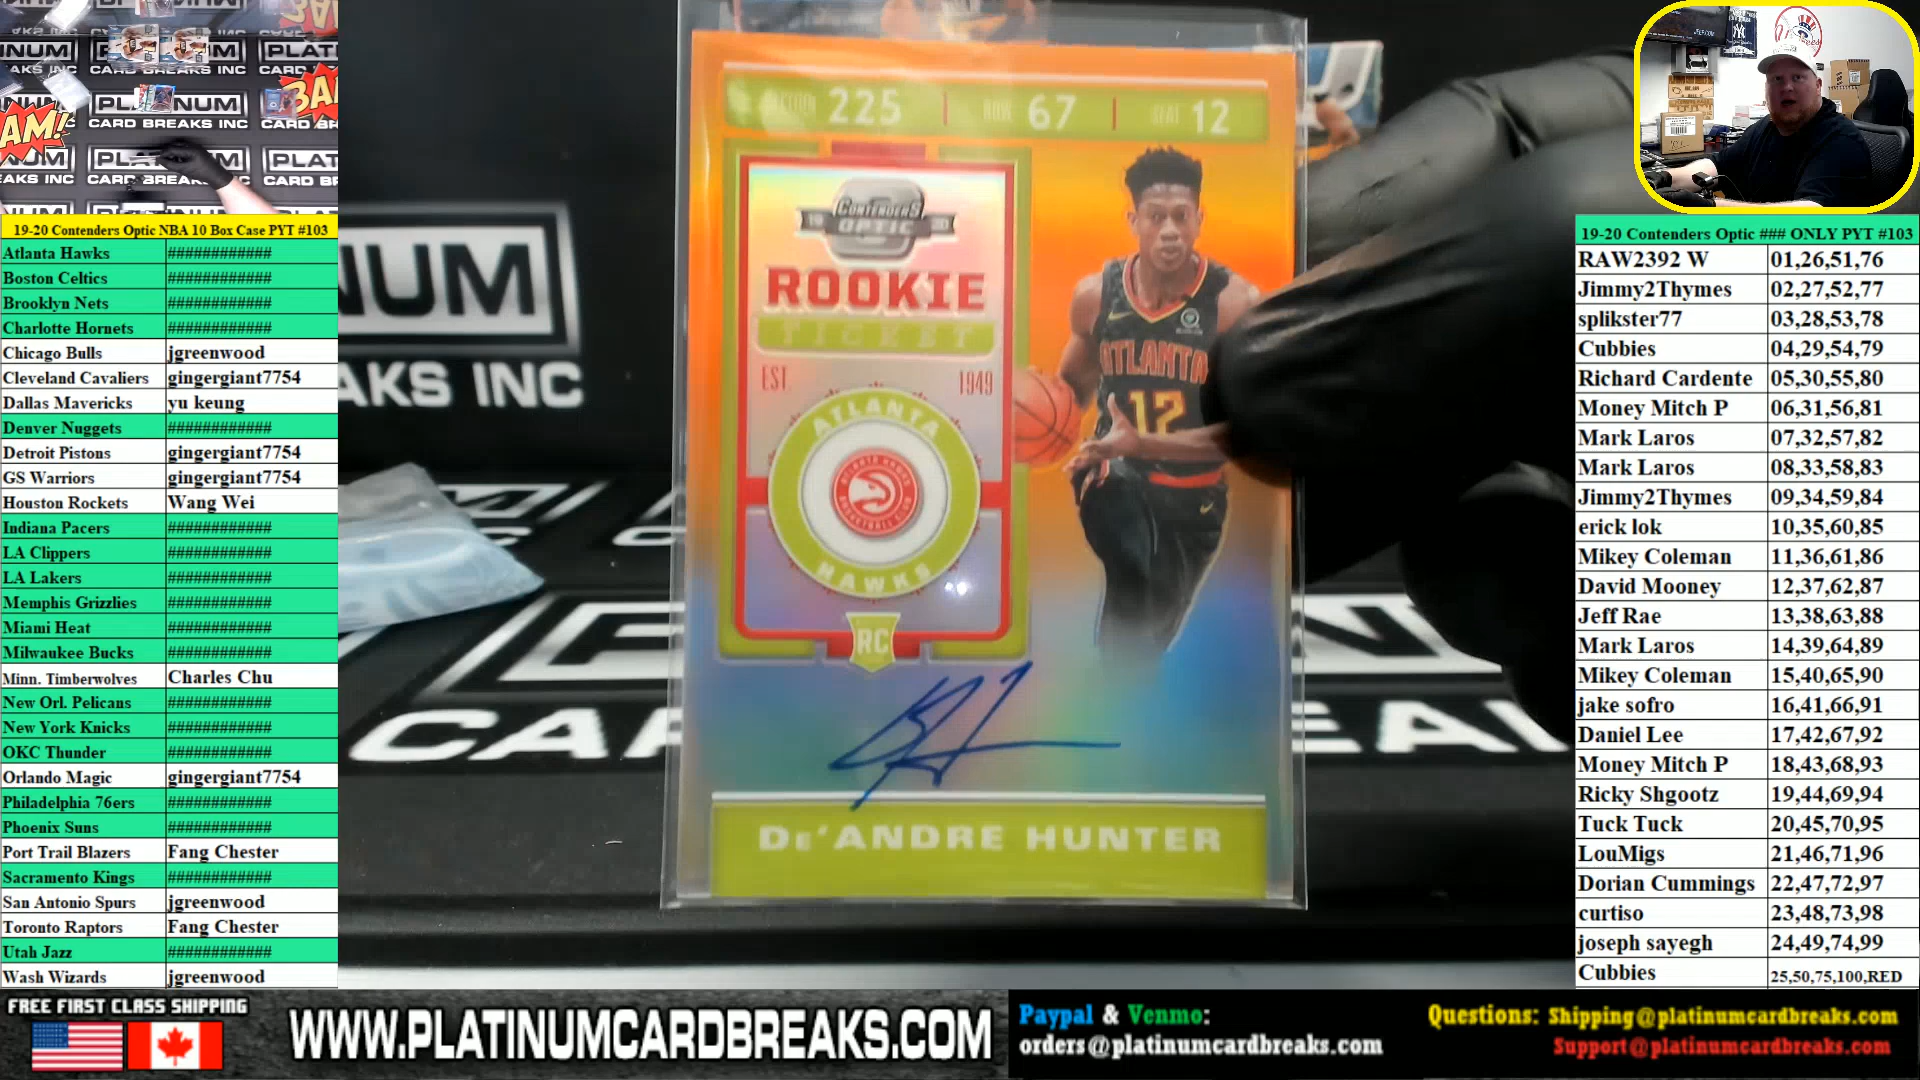 19-20 Contenders Optic NBA 10 Box Case PYT #103
Atlanta Hawks ############
Boston Celtics ############
Brooklyn Nets ############
Charlotte Hornets ############
Chicago Bulls jgreenwood
Cleveland Cavaliers gingergiant7754
Dallas Mavericks yu keung
Denver Nuggets ############
Detroit Pistons gingergiant7754
GS Warriors gingergiant7754
Houston Rockets Wang Wei
Indiana Pacers ############
LA Clippers ############
LA Lakers ############
Memphis Grizzlies ############
Miami Heat ############
Milwaukee Bucks ############
Minn. Timberwolves Charles Chu
New Orl. Pelicans ############
New York Knicks ############
OKC Thunder ############
Orlando Magic gingergiant7754
Philadelphia 76ers ############
Phoenix Suns ############
Port Trail Blazers Fang Chester
Sacramento Kings ############
San Antonio Spurs jgreenwood
Toronto Raptors Fang Chester
Utah Jazz ############
Wash Wizards jgreenwood
225 67 SEAT 12
CONTENDERS
OPTIC
ROOKIE
TICKET
EST 1949
ATLANTA
HAWKS
RC
ATLANTA
12
De'ANDRE HUNTER
19-20 Contenders Optic ### ONLY PYT #103
RAW2392 W 01,26,51,76
Jimmy2Thymes 02,27,52,77
splikster77 03,28,53,78
Cubbies 04,29,54,79
Richard Cardente 05,30,55,80
Money Mitch P 06,31,56,81
Mark Laros 07,32,57,82
Mark Laros 08,33,58,83
Jimmy2Thymes 09,34,59,84
erick lok 10,35,60,85
Mikey Coleman 11,36,61,86
David Mooney 12,37,62,87
Jeff Rae 13,38,63,88
Mark Laros 14,39,64,89
Mikey Coleman 15,40,65,90
jake sofro 16,41,66,91
Daniel Lee 17,42,67,92
Money Mitch P 18,43,68,93
Ricky Shgootz 19,44,69,94
Tuck Tuck 20,45,70,95
LouMigs 21,46,71,96
Dorian Cummings 22,47,72,97
curtiso 23,48,73,98
joseph sayegh 24,49,74,99
Cubbies 25,50,75,100,RED
FREE FIRST CLASS SHIPPING
WWW.PLATINUMCARDBREAKS.COM
Paypal & Venmo:
orders@platinumcardbreaks.com
Questions: Shipping@platinumcardbreaks.com
Support@platinumcardbreaks.com